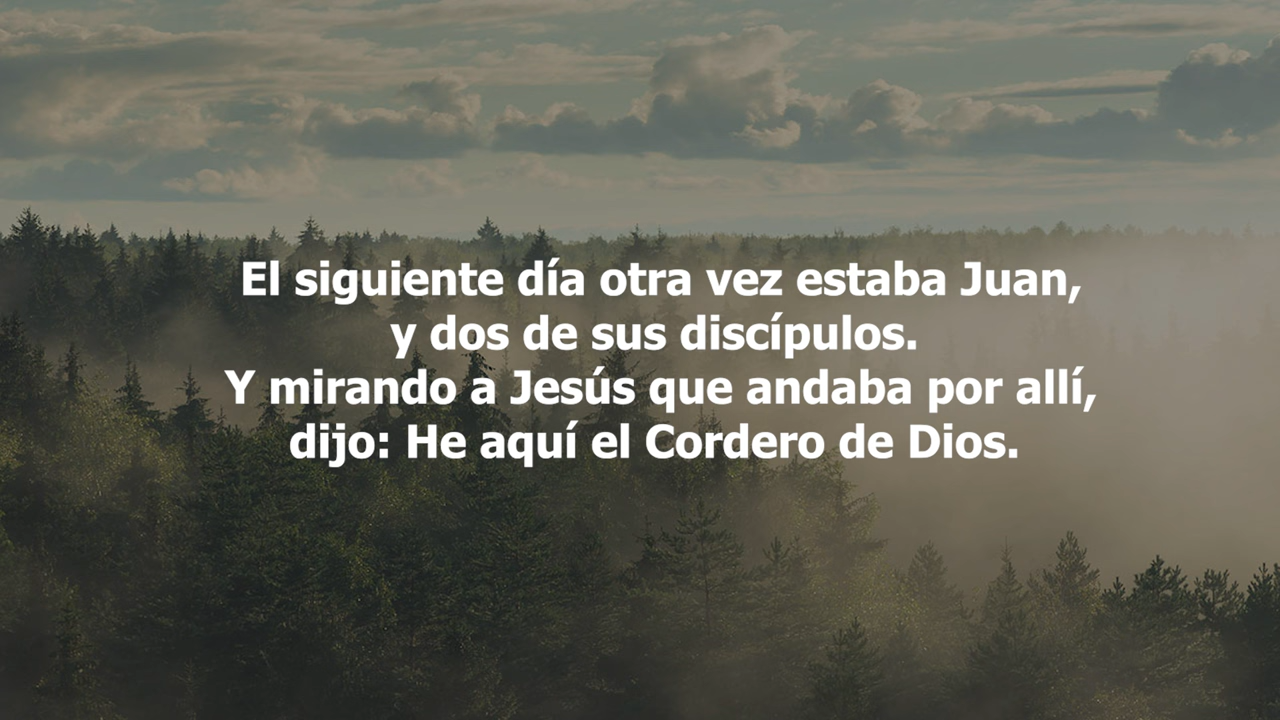 El siguiente día otra vez estaba Juan,
y dos de sus discípulos.
Y mirando a Jesús que andaba por allí,
dijo: He aquí el Cordero de Dios.